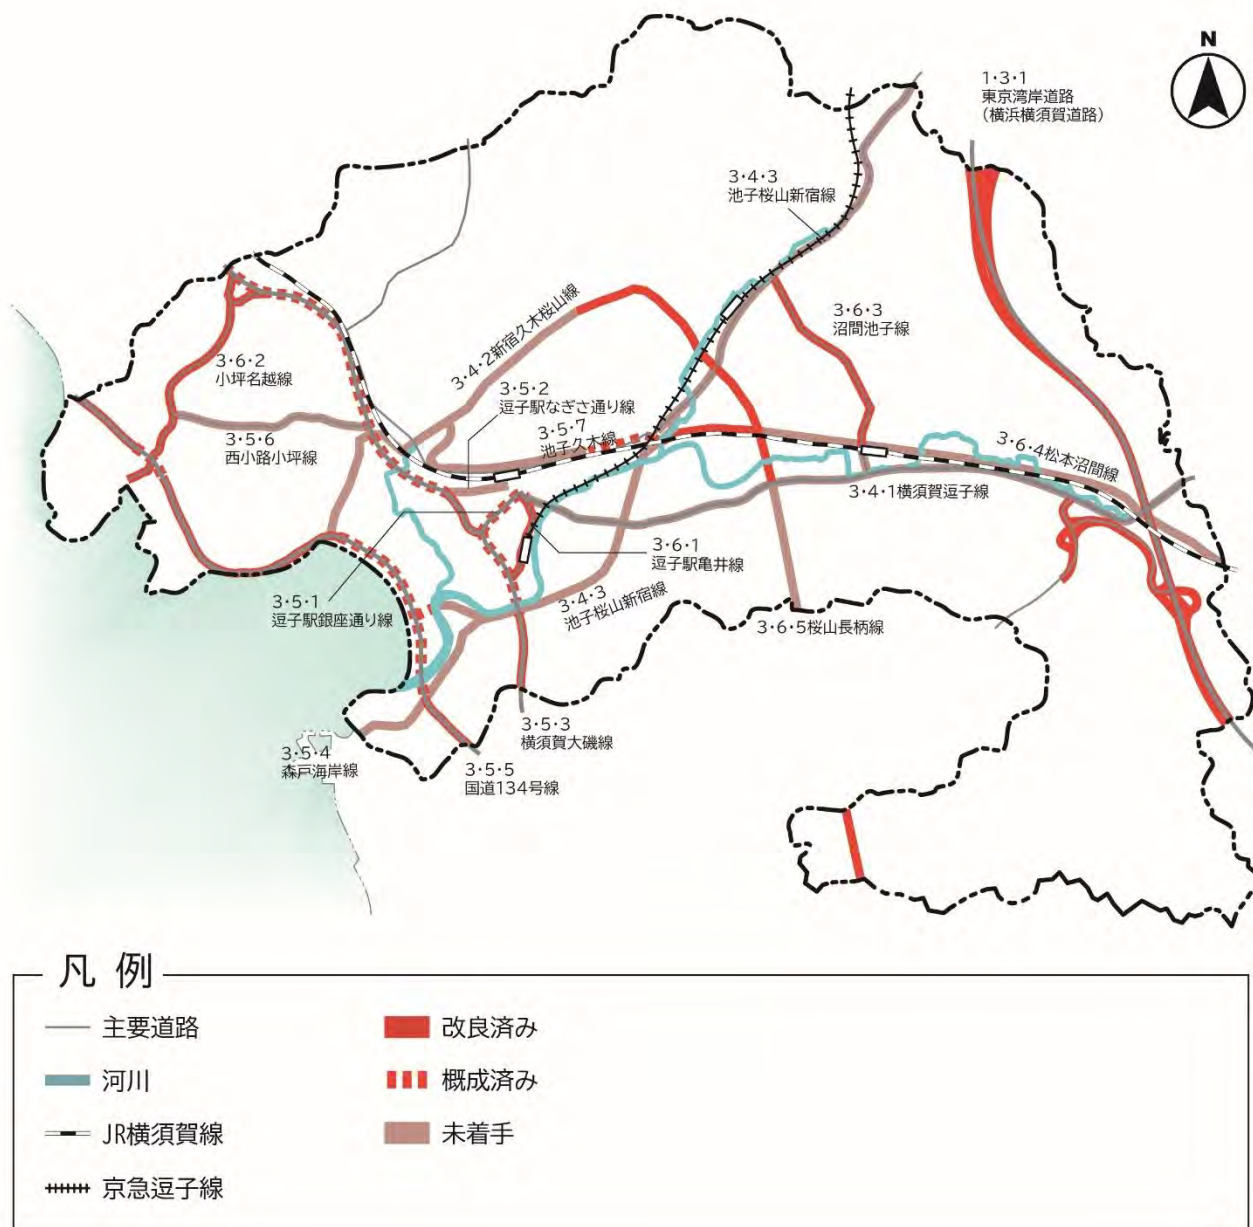 N
1・3・1
東京湾岸道路
(横浜横須賀道路)
3・4・3
池子桜山新宿線
3・6・2
小坪名越線
3・4・2新宿久木桜山線
3・6・3
沼間池子線
3・5・2
逗子駅なぎさ通り線
3・5・7
池子久木線
3・5・6
西小路小坪線
3・6・4松本沼間線
3・4・1横須賀逗子線
3・6・1
逗子駅亀井線
3・5・1
逗子駅銀座通り線
3・4・3
池子桜山新宿線
3・6・5桜山長柄線
3・5・3
横須賀大磯線
3・5・4
森戸海岸線
3・5・5
国道134号線
凡 例
主要道路
河川
JR横須賀線
京急逗子線
改良済み
概成済み
未着手